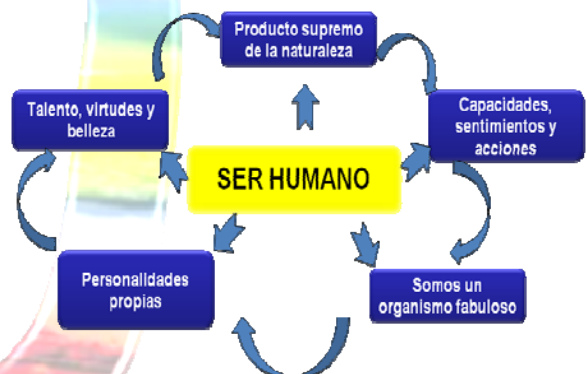 Producto supremo
de la naturaleza
Talento, virtudes y
belleza
Capacidades,
sentimientos y
acciones
SER HUMANO
Personalidades
propias
Somos un
organismo fabuloso